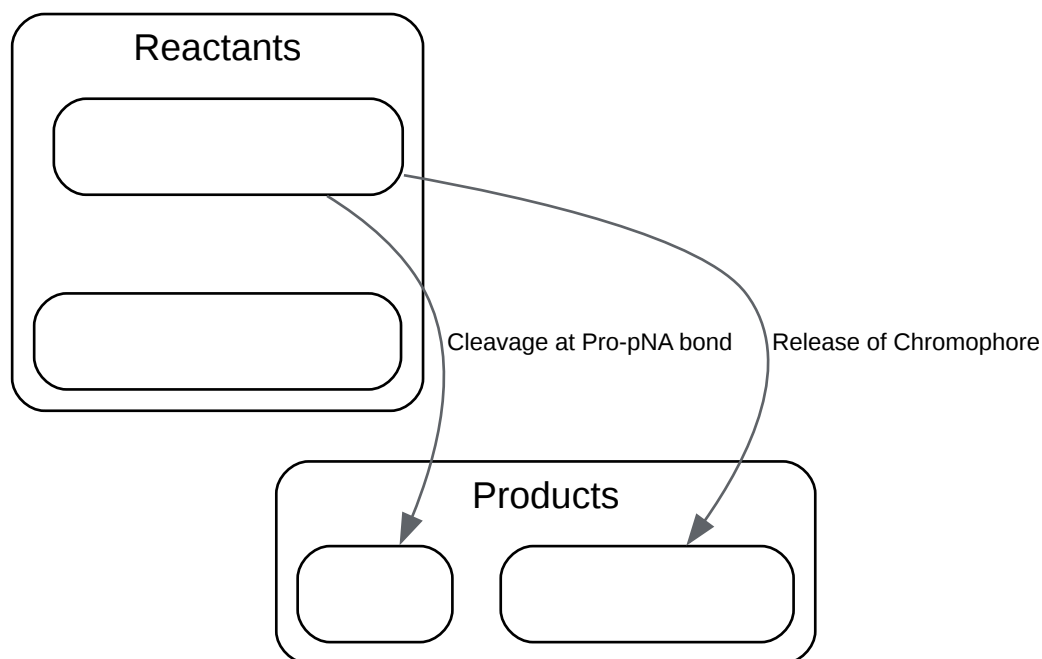 Reactants
Cleavage at Pro-pNA bond
Release of Chromophore
Products